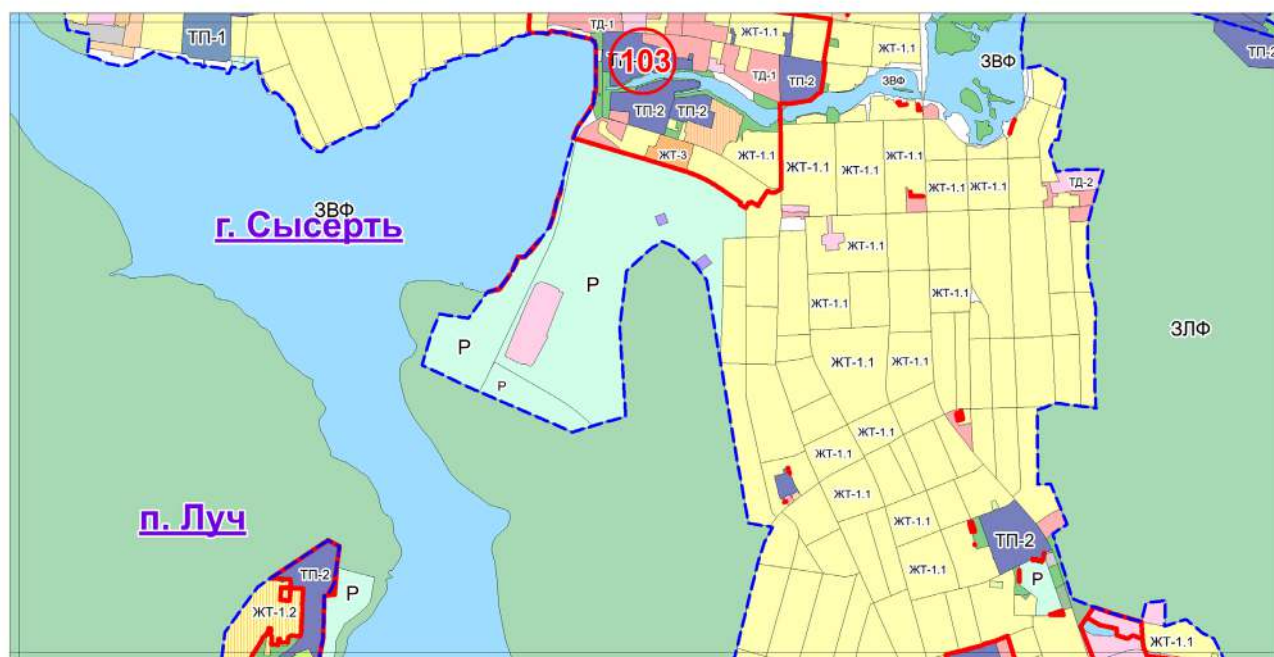 ТД-1
ЖТ-1.1
ТП-1
ЖТ-1.1
ЗВФ
ТП-2
103
ТД-1
ТП-2
ЗВФ
ТП-2
ТП-2
ЖТ-3
ЖТ-1.1
ЖТ-1.1
ЖТ-1.1
ЖТ-1.1
ЖТ-1.1
ЖТ-1.1
ТД-2
ЗВФ
г. Сысерть
ЖТ-1.1
Р
ЖТ-1.1
ЖТ-1.1
ЗЛФ
Р
ЖТ-1.1
ЖТ-1.1
Р
ЖТ-1.1
ЖТ-1.1
ЖТ-1.1
п. Луч
ЖТ-1.1
ТП-2
ЖТ-1.1
ТП-2
Р
Р
ЖТ-1.2
ЖТ-1.1